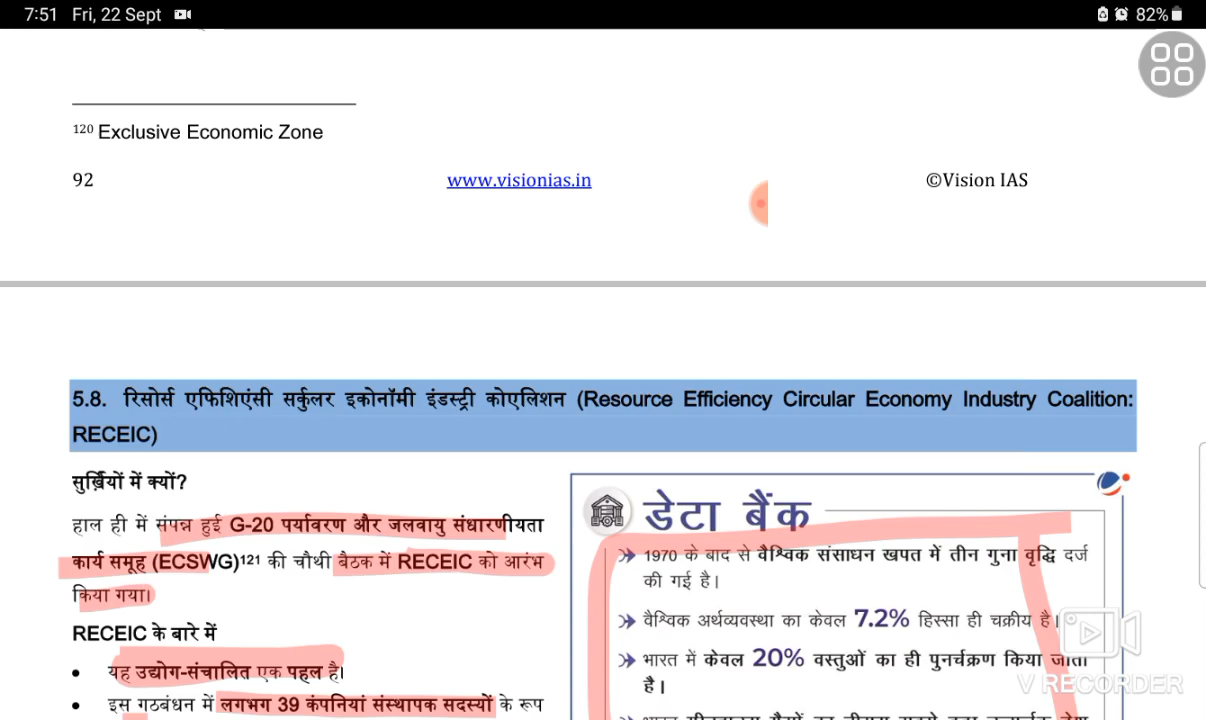 7:51 Fri, 22 Sept 82%
120 Exclusive Economic Zone
92 www.visionias.in ©Vision IAS
5.8. रिसोर्स एफिशिएंसी सर्कुलर इकोनॉमी इंडस्ट्री कोएलिशन (Resource Efficiency Circular Economy Industry Coalition:
RECEIC)
सुर्ख़ियों में क्यों?
हाल ही में संपन्न हुई G-20 पर्यावरण और जलवायु संधारणीयता
कार्य समूह (ECSWG)121 की चौथी बैठक में RECEIC को आरंभ
किया गया।
RECEIC के बारे में
• यह उद्योग-संचालित एक पहल है।
• इस गठबंधन में लगभग 39 कंपनियां संस्थापक सदस्यों के रूप
डेटा बैंक
1970 के बाद से वैश्विक संसाधन खपत में तीन गुना वृद्धि दर्ज
की गई है।
वैश्विक अर्थव्यवस्था का केवल 7.2% हिस्सा ही चक्रीय है।
भारत में केवल 20% वस्तुओं का ही पुनर्चक्रण किया जाता
है।
V RECORDER